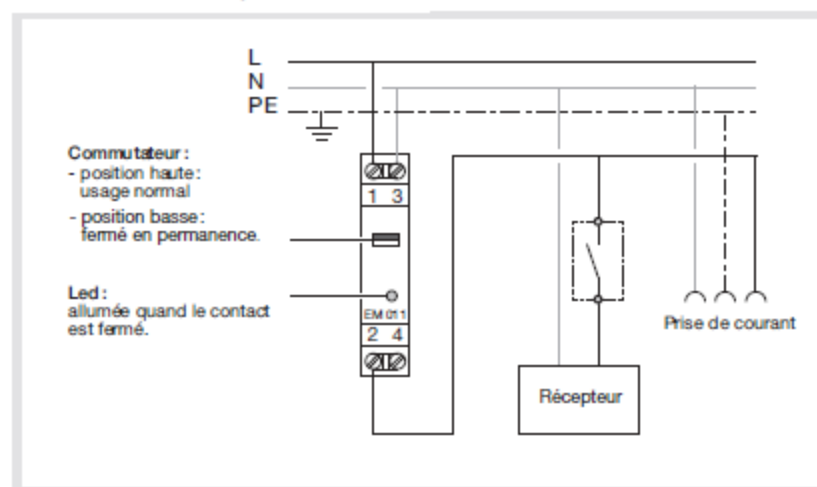 L
N
PE
Commutateur :
- position haute :
usage normal
- position basse :
fermé en permanence.
Led :
allumée quand le contact
est fermé.
1 3
EM 011
2 4
Récepteur
Prise de courant